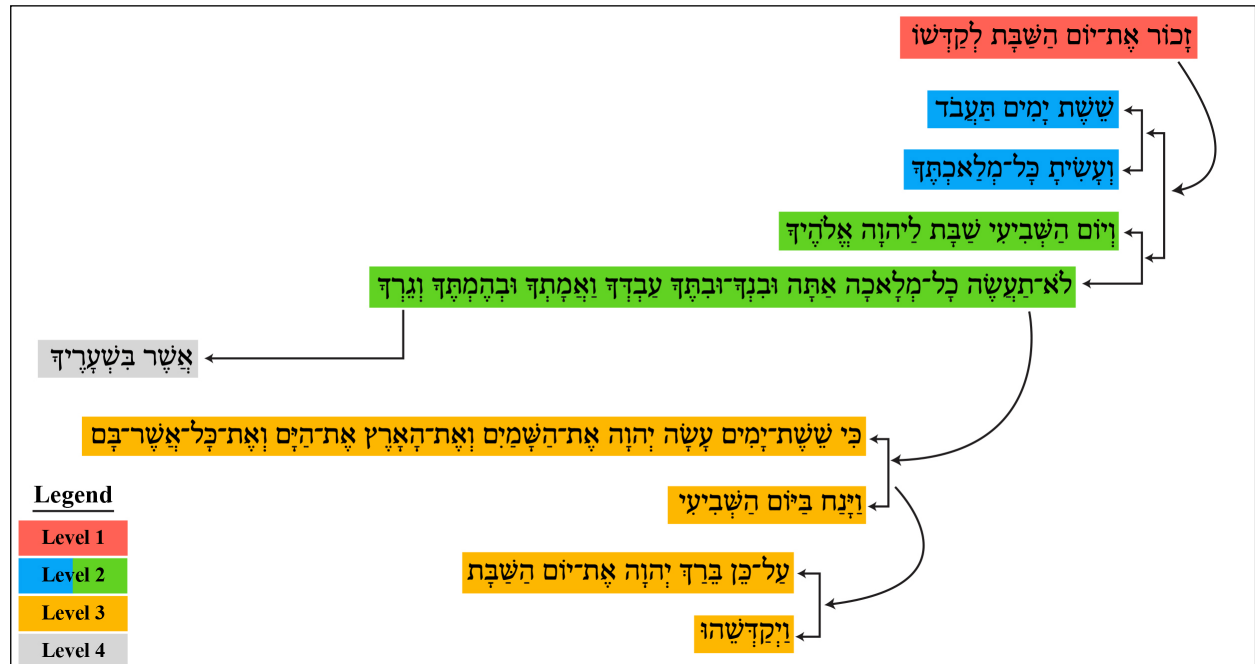 זָכוֹר אֶת־יוֹם הַשַּׁבָּת לְקַדְּשׁוֹ
שֵׁשֶׁת יָמִים תַּעֲבֹד
וְעָשִׂיתָ כָּל־מְלַאכְתֶּךָ
וְיוֹם הַשְּׁבִיעִי שַׁבָּת לַיהוָה אֱלֹהֶיךָ
לֹא־תַעֲשֶׂה כָל־מְלָאכָה אַתָּה וּבִנְךָ־וּבִתֶּךָ עַבְדְּךָ וַאֲמָתְךָ וּבְהֶמְתֶּךָ וְגֵרְךָ
אֲשֶׁר בִּשְׁעָרֶיךָ
כִּי שֵׁשֶׁת־יָמִים עָשָׂה יְהוָה אֶת־הַשָּׁמַיִם וְאֶת־הָאָרֶץ אֶת־הַיָּם וְאֶת־כָּל־אֲשֶׁר־בָּם
וַיָּנַח בַּיּוֹם הַשְּׁבִיעִי
עַל־כֵּן בֵּרַךְ יְהוָה אֶת־יוֹם הַשַּׁבָּת
וַיְקַדְּשֵׁהוּ
Legend
Level 1
Level 2
Level 3
Level 4